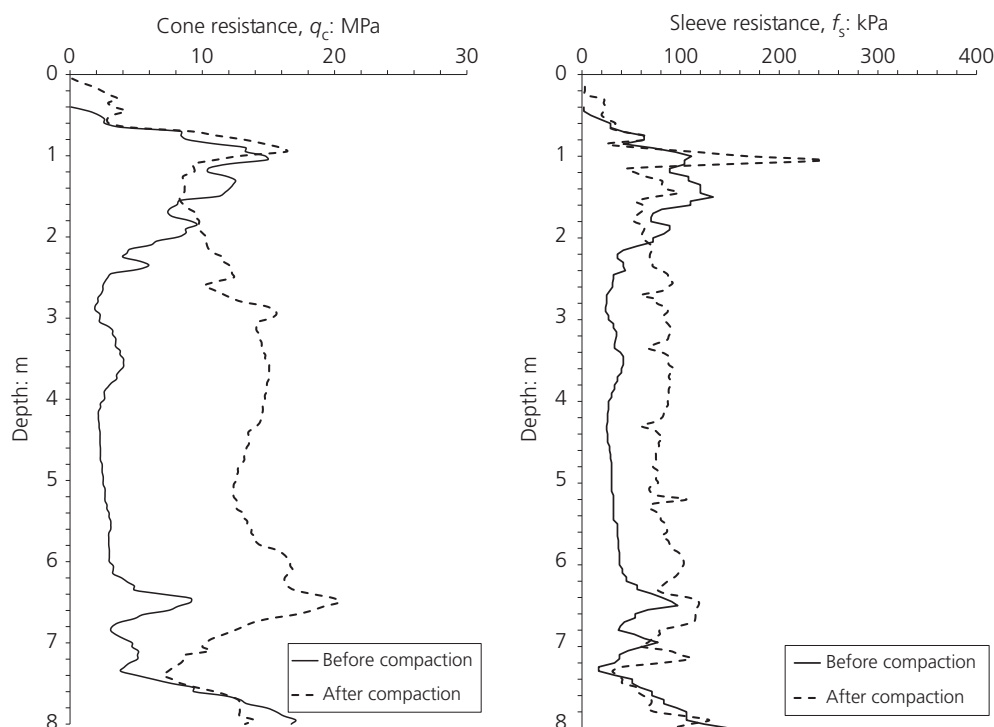 Cone resistance, qc: MPa
0 10 20 30
0
1
2
3
4
5
6
7
8
Depth: m
Before compaction
After compaction
Sleeve resistance, fs: kPa
0 100 200 300 400
0
1
2
3
4
5
6
7
8
Depth: m
Before compaction
After compaction